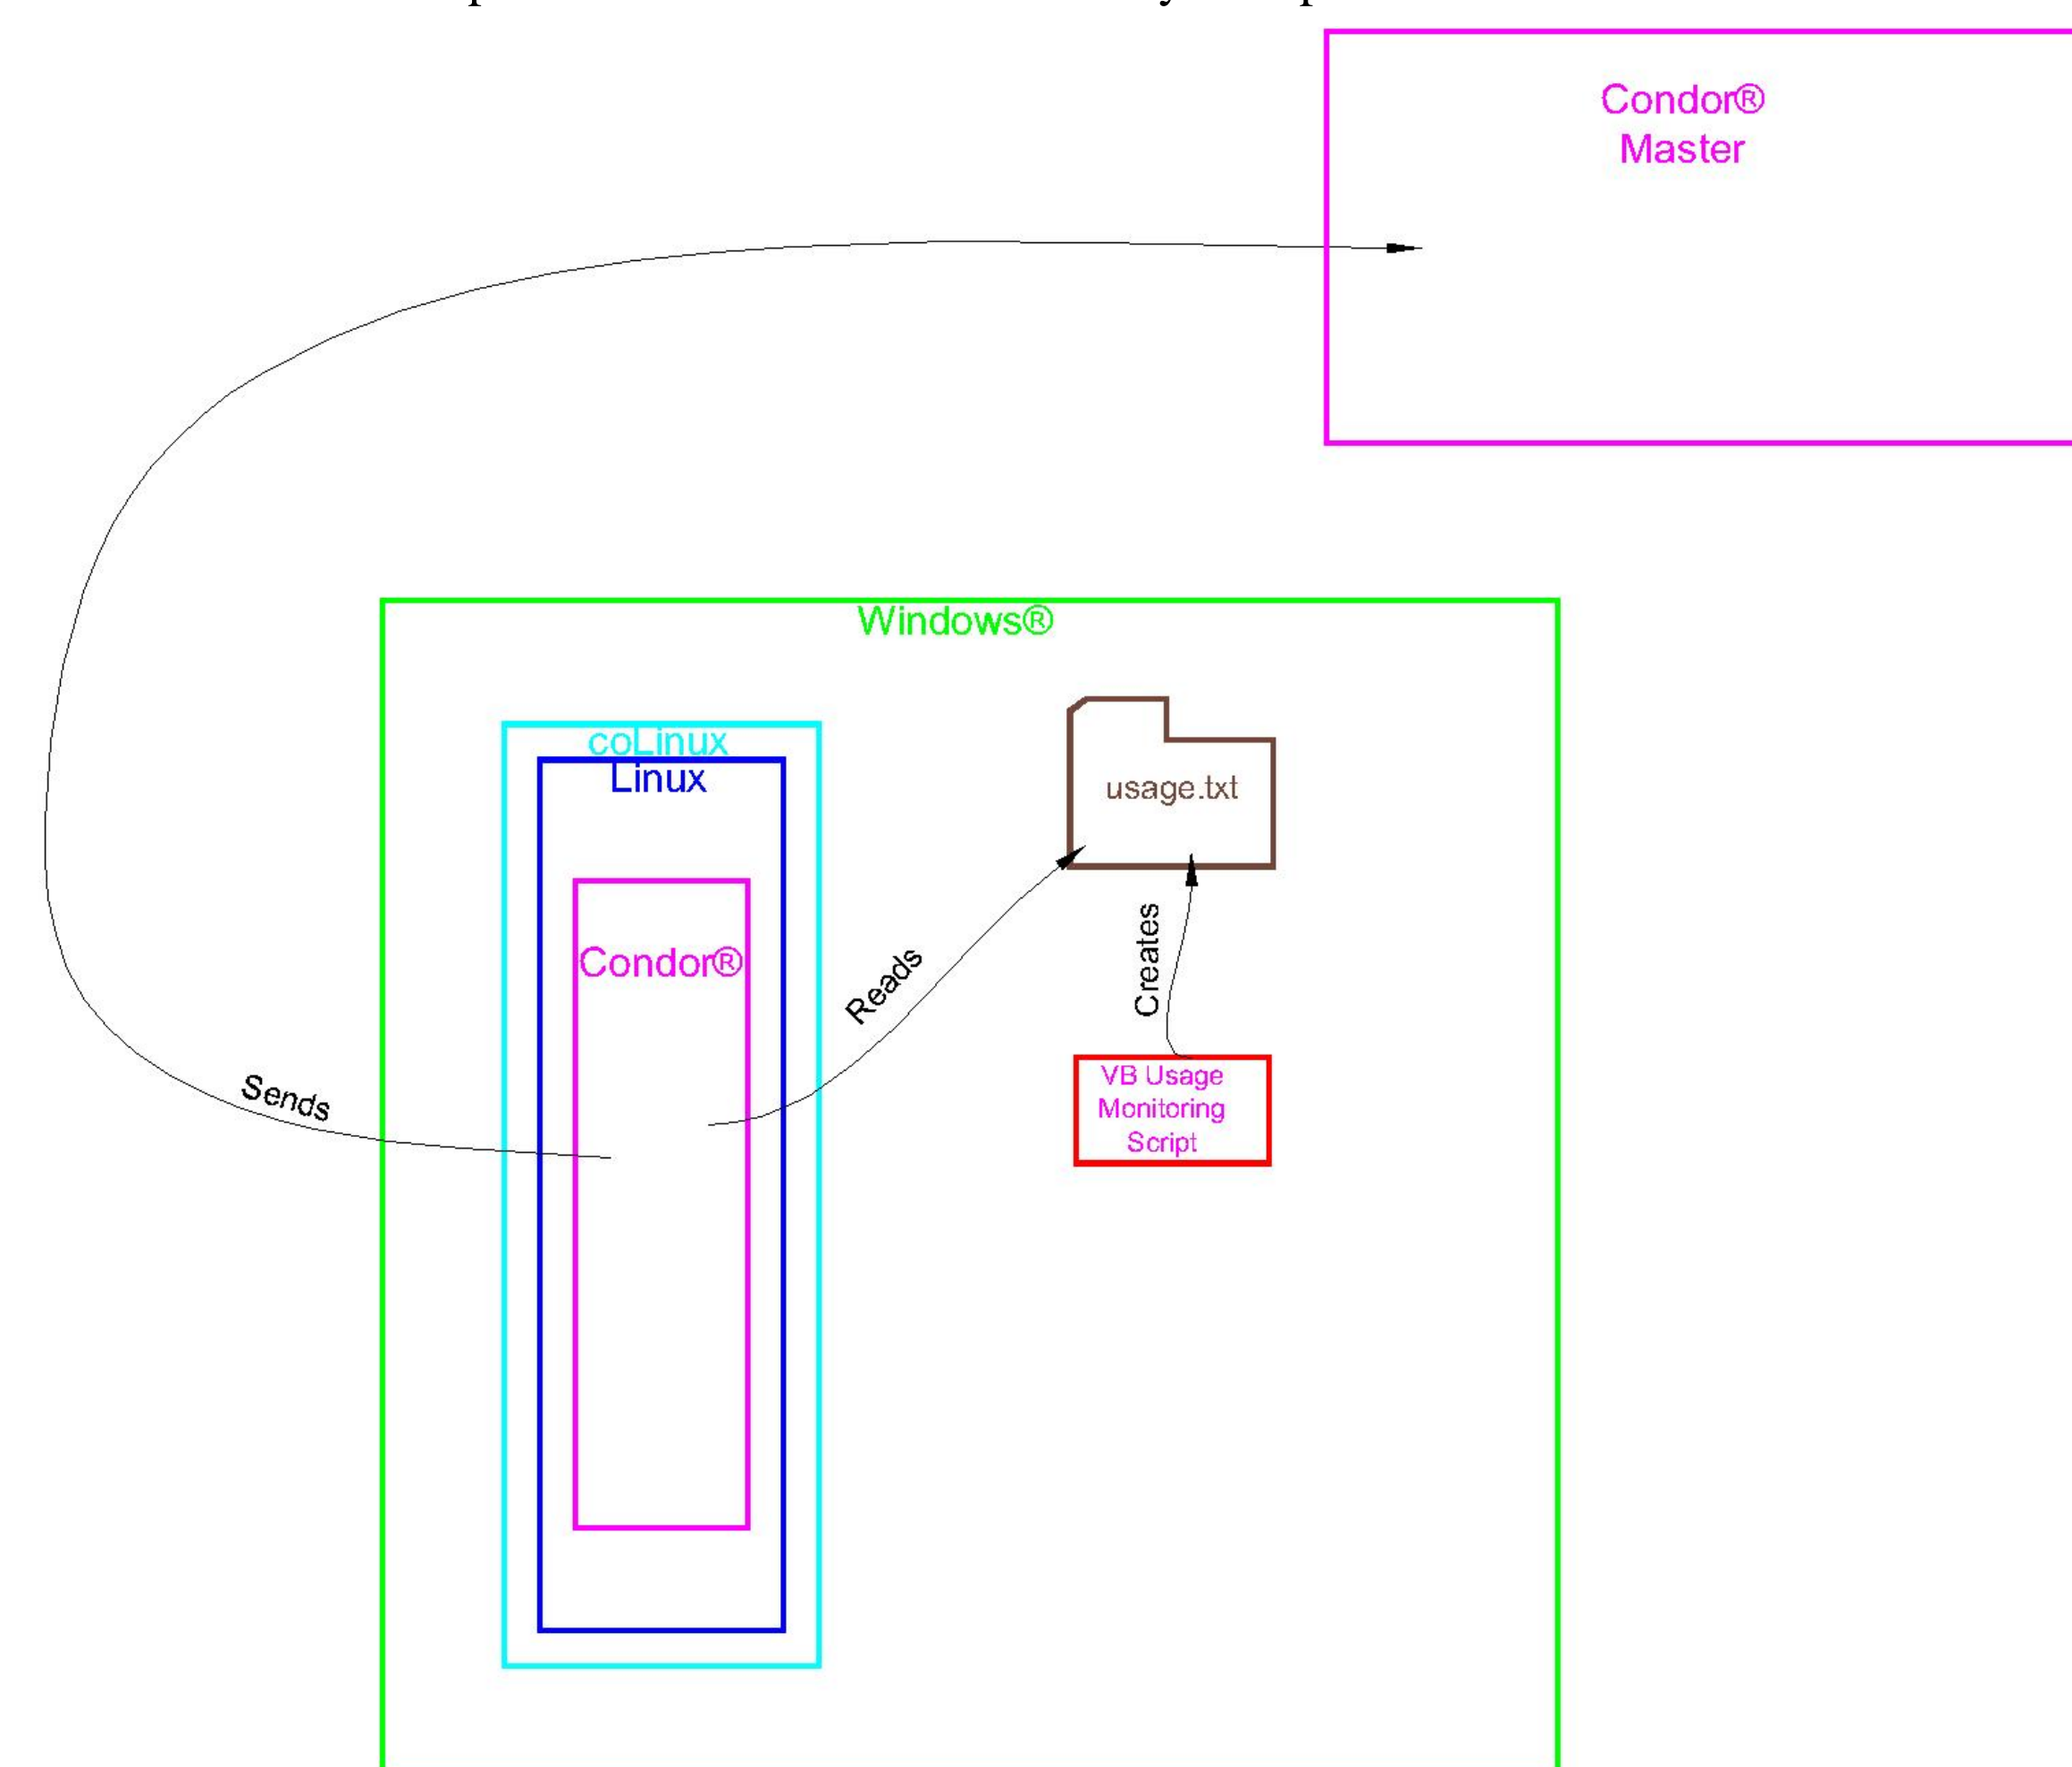 Condor®
Master
Windows®
coLinux
Linux
usage.txt
Condor®
Reads
Creates
VB Usage
Monitoring
Script
Sends